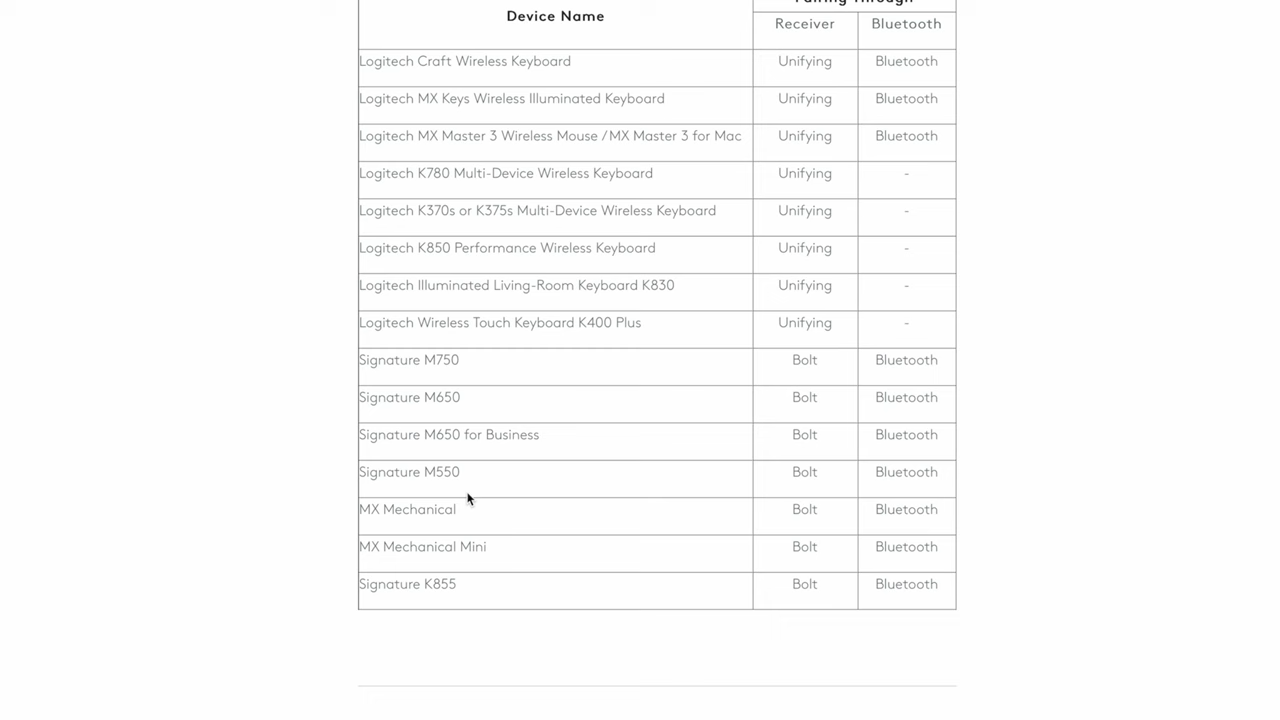 Pairing Through
Device Name
Receiver Bluetooth
Logitech Craft Wireless Keyboard Unifying Bluetooth
Logitech MX Keys Wireless Illuminated Keyboard Unifying Bluetooth
Logitech MX Master 3 Wireless Mouse / MX Master 3 for Mac Unifying Bluetooth
Logitech K780 Multi-Device Wireless Keyboard Unifying -
Logitech K370s or K375s Multi-Device Wireless Keyboard Unifying -
Logitech K850 Performance Wireless Keyboard Unifying -
Logitech Illuminated Living-Room Keyboard K830 Unifying -
Logitech Wireless Touch Keyboard K400 Plus Unifying -
Signature M750 Bolt Bluetooth
Signature M650 Bolt Bluetooth
Signature M650 for Business Bolt Bluetooth
Signature M550 Bolt Bluetooth
MX Mechanical Bolt Bluetooth
MX Mechanical Mini Bolt Bluetooth
Signature K855 Bolt Bluetooth